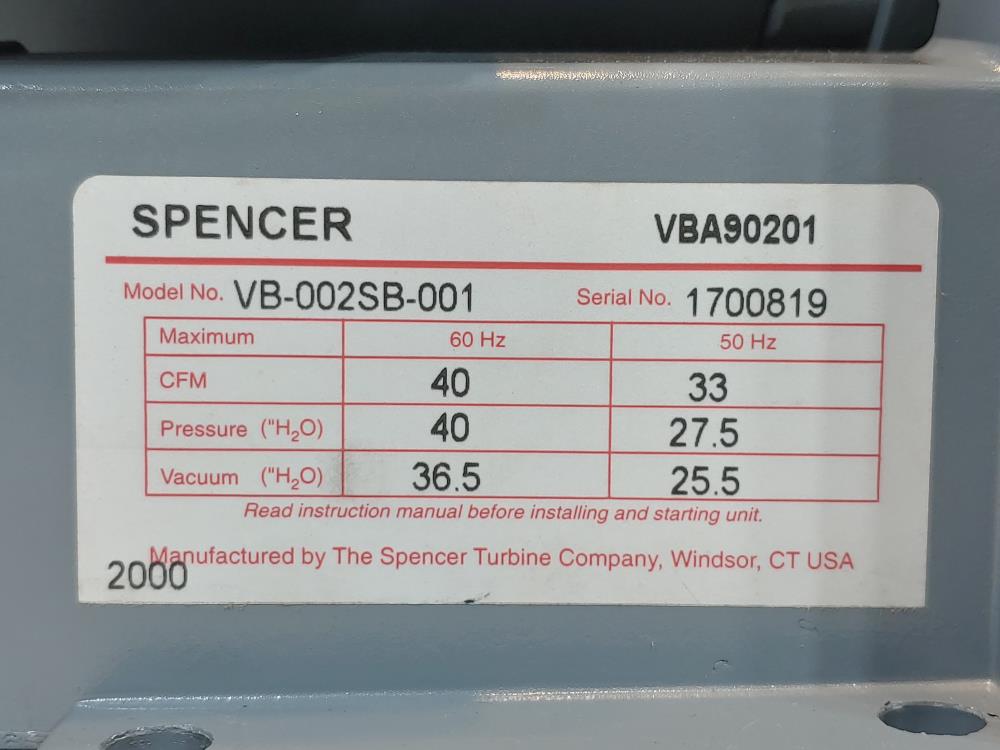 SPENCER VBA90201
Model No. VB-002SB-001 Serial No. 1700819
Maximum 60 Hz 50 Hz
CFM 40 33
Pressure ("H₂O) 40 27.5
Vacuum ("H₂O) 36.5 25.5
Read instruction manual before installing and starting unit.
Manufactured by The Spencer Turbine Company, Windsor, CT USA
2000